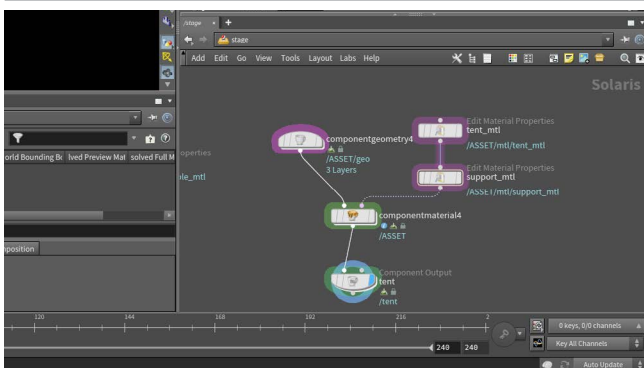 /stage
stage
Add Edit Go View Tools Layout Labs Help
Solaris
Edit Material Properties
tent_mtl
/ASSET/mtl/tent_mtl
componentgeometry4
/ASSET/geo
3 Layers
Edit Material Properties
support_mtl
/ASSET/mtl/support_mtl
orld Bounding Bo lved Preview Mat solved Full M
operties
le_mtl
componentmaterial4
/ASSET
mposition
Component Output
tent
/tent
120 144 168 192 216 2
0 keys, 0/0 channels
240 240
Key All Channels
Auto Update